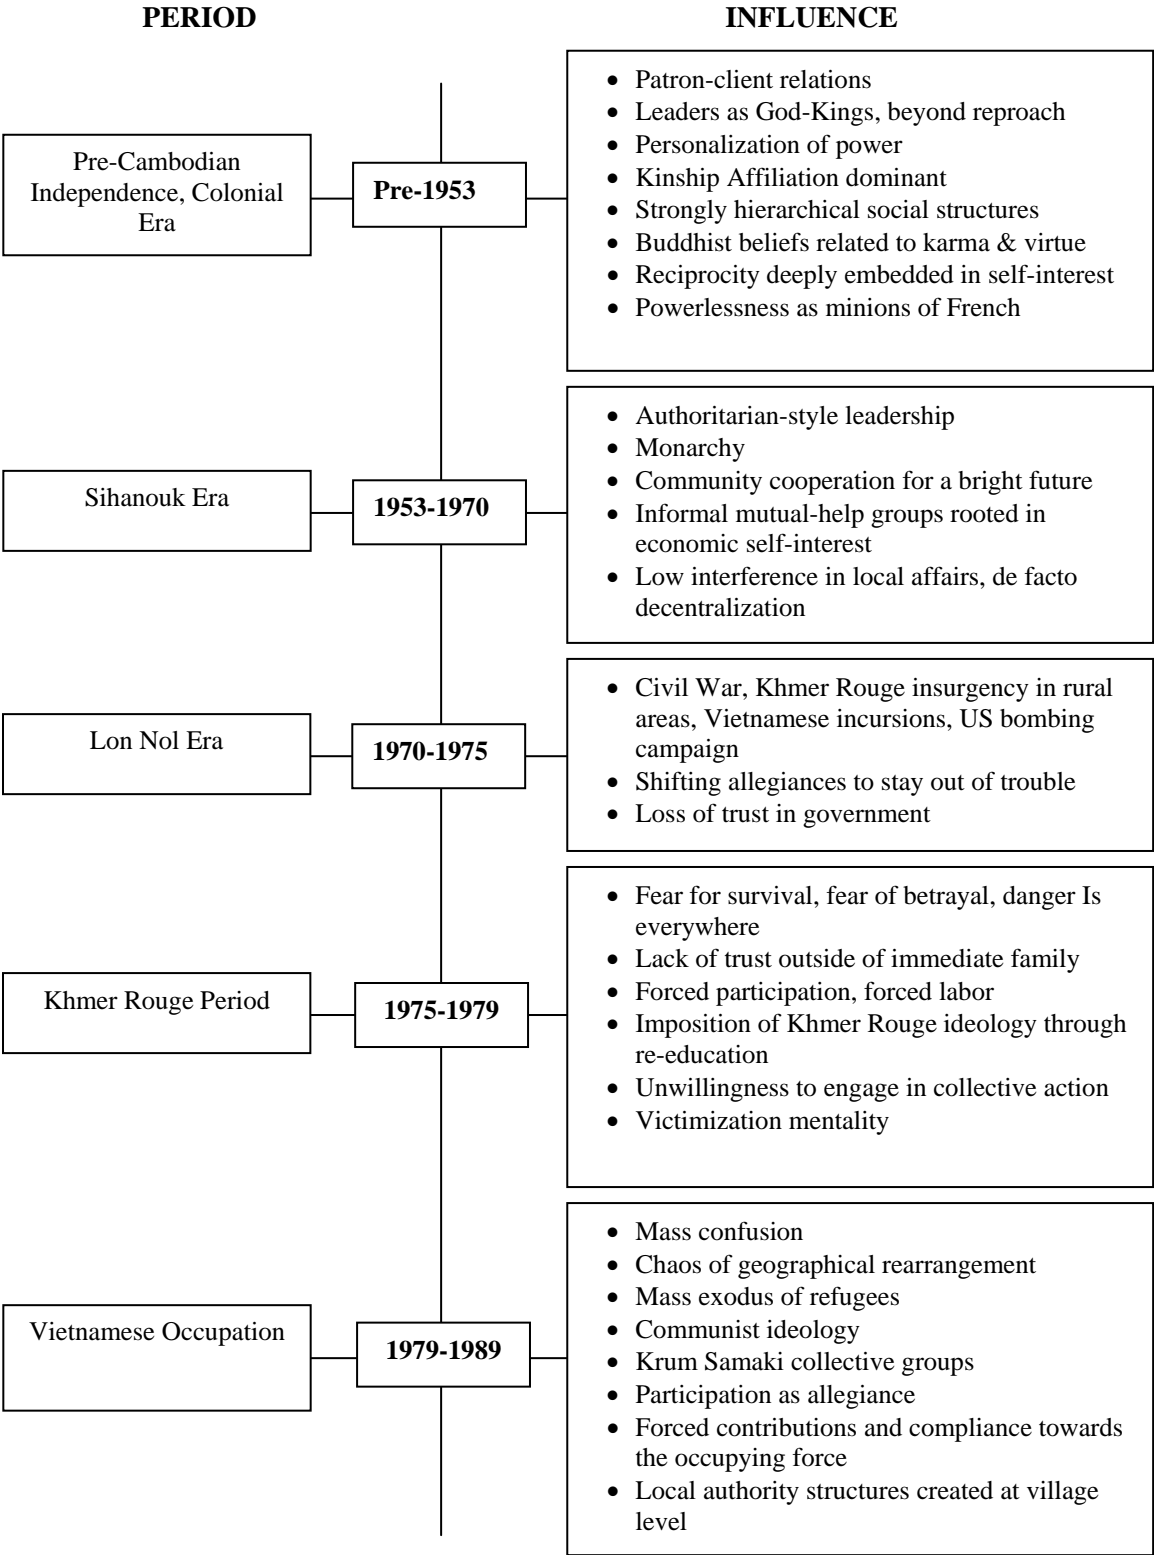 PERIOD
INFLUENCE
Pre-Cambodian
Independence, Colonial
Era
Pre-1953
• Patron-client relations
• Leaders as God-Kings, beyond reproach
• Personalization of power
• Kinship Affiliation dominant
• Strongly hierarchical social structures
• Buddhist beliefs related to karma & virtue
• Reciprocity deeply embedded in self-interest
• Powerlessness as minions of French
Sihanouk Era
1953-1970
• Authoritarian-style leadership
• Monarchy
• Community cooperation for a bright future
• Informal mutual-help groups rooted in
economic self-interest
• Low interference in local affairs, de facto
decentralization
Lon Nol Era
1970-1975
• Civil War, Khmer Rouge insurgency in rural
areas, Vietnamese incursions, US bombing
campaign
• Shifting allegiances to stay out of trouble
• Loss of trust in government
Khmer Rouge Period
1975-1979
• Fear for survival, fear of betrayal, danger Is
everywhere
• Lack of trust outside of immediate family
• Forced participation, forced labor
• Imposition of Khmer Rouge ideology through
re-education
• Unwillingness to engage in collective action
• Victimization mentality
Vietnamese Occupation
1979-1989
• Mass confusion
• Chaos of geographical rearrangement
• Mass exodus of refugees
• Communist ideology
• Krum Samaki collective groups
• Participation as allegiance
• Forced contributions and compliance towards
the occupying force
• Local authority structures created at village
level